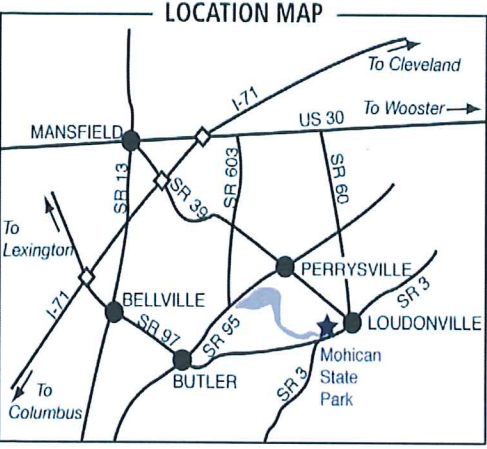 LOCATION MAP
To Cleveland
I-71
To Wooster
US 30
MANSFIELD
SR 13
SR 39
SR 603
SR 60
To
Lexington
PERRYSVILLE
I-71
BELLVILLE
SR 97
SR 95
SR 3
LOUDONVILLE
BUTLER
SR 3
Mohican
State
Park
To
Columbus